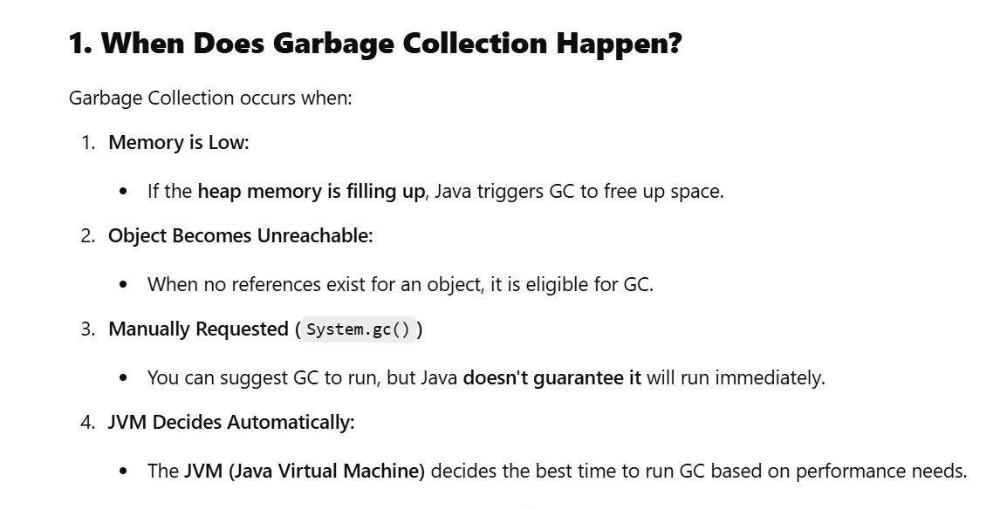 1. When Does Garbage Collection Happen?
Garbage Collection occurs when:
1. Memory is Low:
• If the heap memory is filling up, Java triggers GC to free up space.
2. Object Becomes Unreachable:
• When no references exist for an object, it is eligible for GC.
3. Manually Requested (System.gc())
• You can suggest GC to run, but Java doesn't guarantee it will run immediately.
4. JVM Decides Automatically:
• The JVM (Java Virtual Machine) decides the best time to run GC based on performance needs.